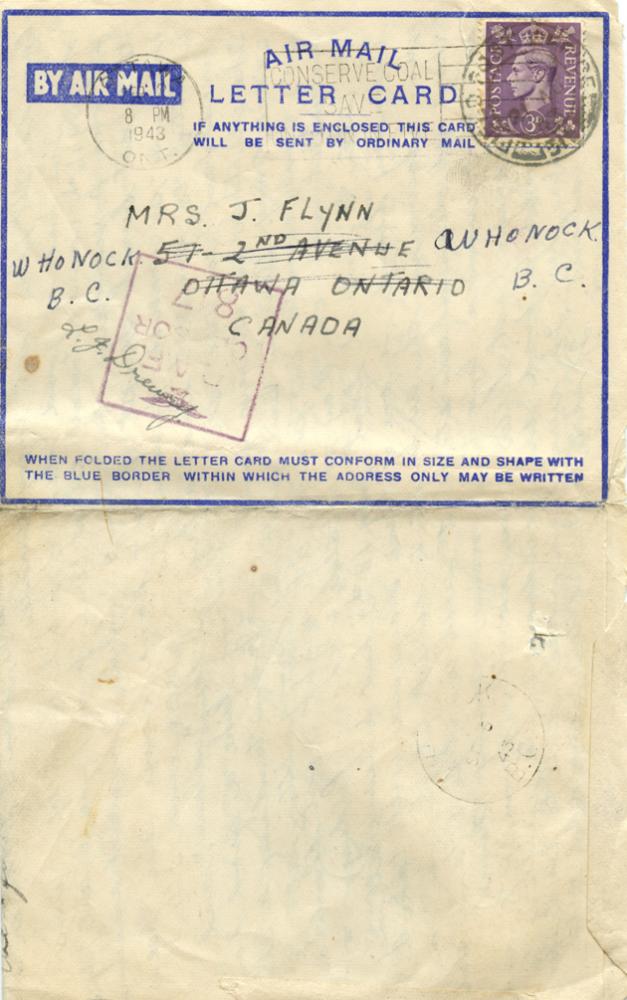 AIR MAIL
BY AIR MAIL
CONSERVE COAL
SAVE
LETTER CARD
8 PM
1943
ONT.
POSTAGE REVENUE
3D
IF ANYTHING IS ENCLOSED THIS CARD
WILL BE SENT BY ORDINARY MAIL
MRS. J. FLYNN
WHONOCK 57-2ND AVENUE WHONOCK.
B. C. OTTAWA ONTARIO B. C.
CANADA
L.J. Drewry
WHEN FOLDED THE LETTER CARD MUST CONFORM IN SIZE AND SHAPE WITH
THE BLUE BORDER WITHIN WHICH THE ADDRESS ONLY MAY BE WRITTEN